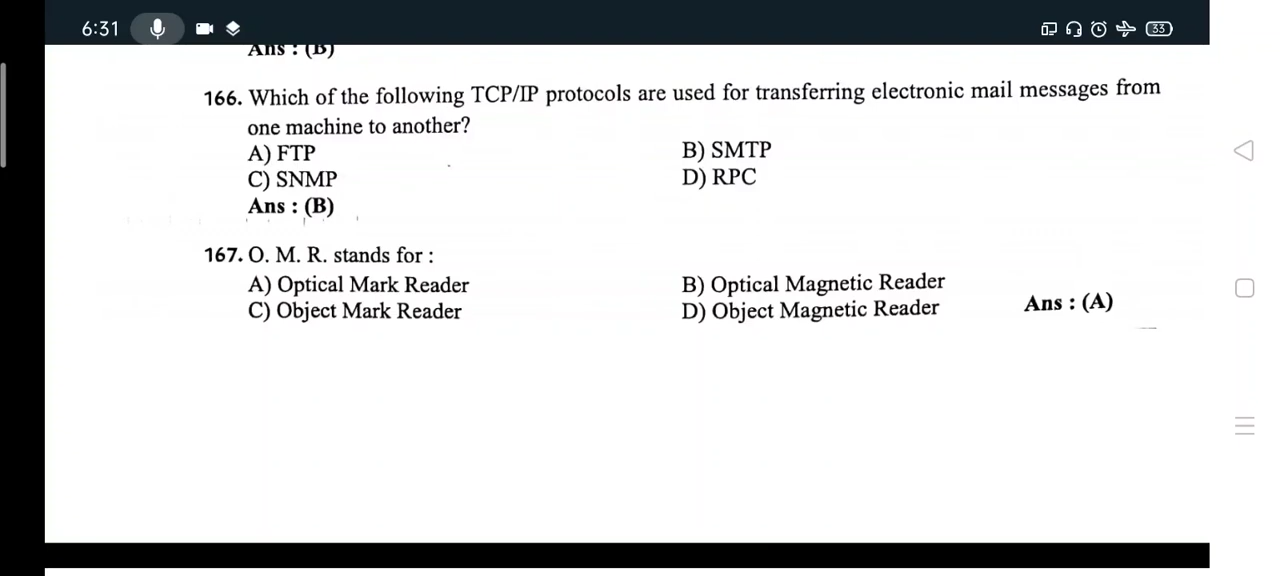 6:31
33
Ans : (B)
166. Which of the following TCP/IP protocols are used for transferring electronic mail messages from
one machine to another?
A) FTP B) SMTP
C) SNMP D) RPC
Ans : (B)
167. O. M. R. stands for :
A) Optical Mark Reader B) Optical Magnetic Reader
C) Object Mark Reader D) Object Magnetic Reader Ans : (A)